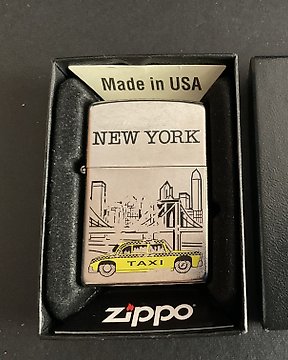 Made in USA
NEW YORK
TAXI
zippo